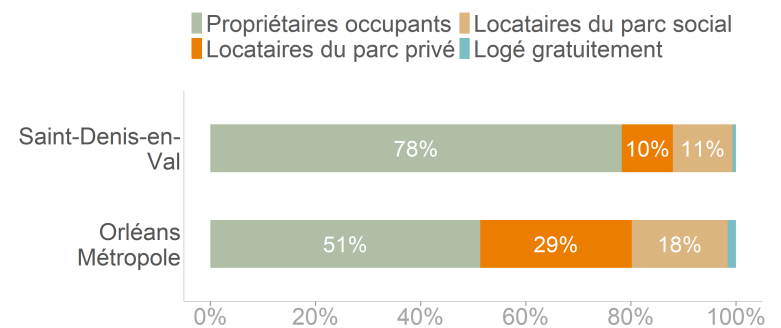 Propriétaires occupants Locataires du parc social
Locataires du parc privé Logé gratuitement
Saint-Denis-en-
Val
78% 10% 11%
Orléans
Métropole
51% 29% 18%
0% 20% 40% 60% 80% 100%